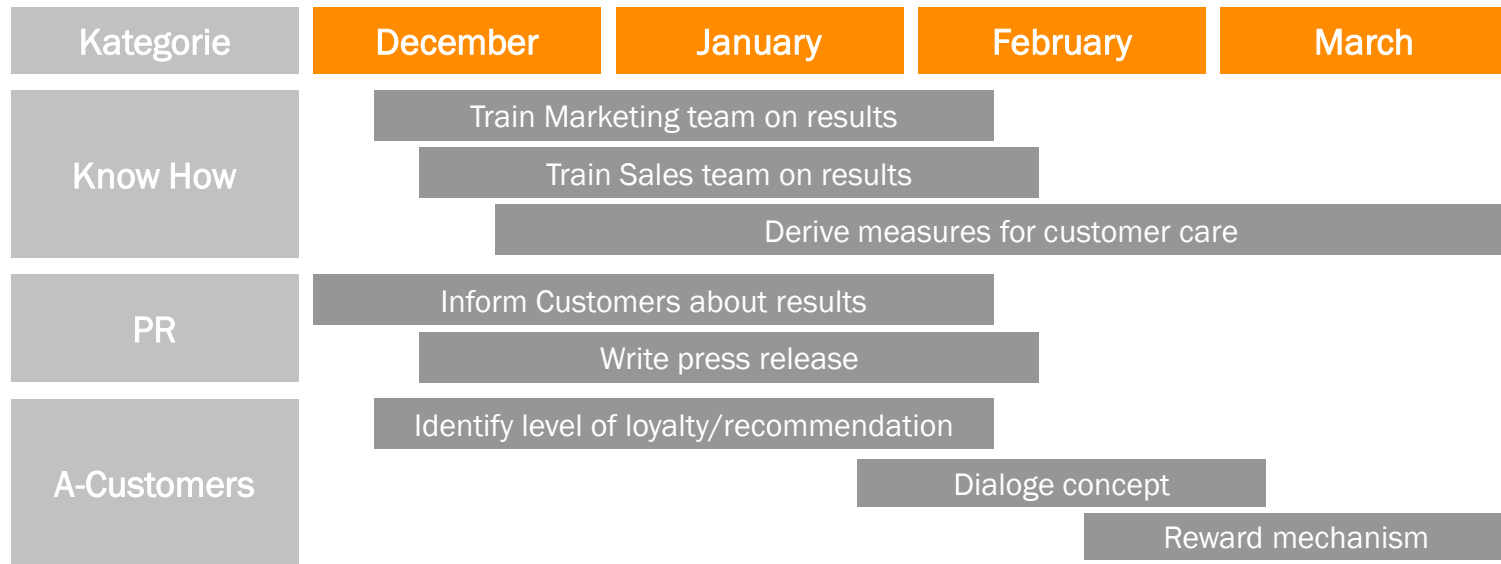 Kategorie
December
January
February
March
Know How
Train Marketing team on results
Train Sales team on results
Derive measures for customer care
PR
Inform Customers about results
Write press release
A-Customers
Identify level of loyalty/recommendation
Dialoge concept
Reward mechanism